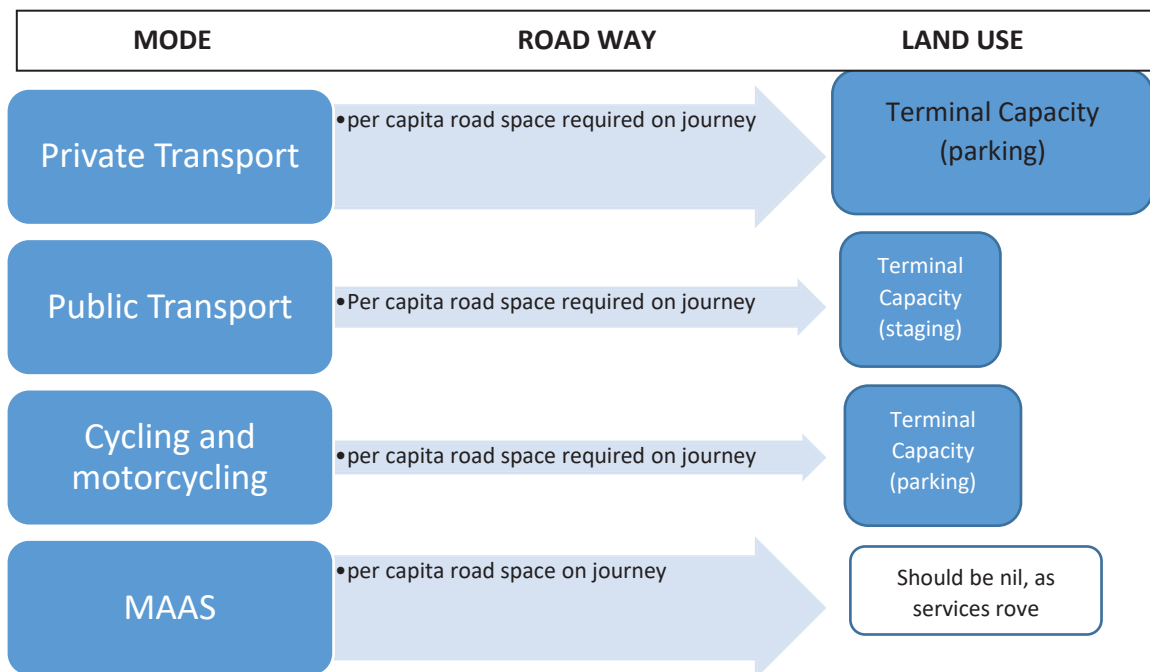 MODE ROAD WAY LAND USE
Private Transport
•per capita road space required on journey
Terminal Capacity
(parking)
Public Transport
•Per capita road space required on journey
Terminal
Capacity
(staging)
Cycling and
motorcycling
•per capita road space required on journey
Terminal
Capacity
(parking)
MAAS
•per capita road space on journey
Should be nil, as
services rove